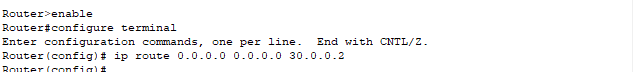 Router>enable
Router#configure terminal
Enter configuration commands, one per line.  End with CNTL/Z.
Router(config)# ip route 0.0.0.0 0.0.0.0 30.0.0.2
Router(config)#